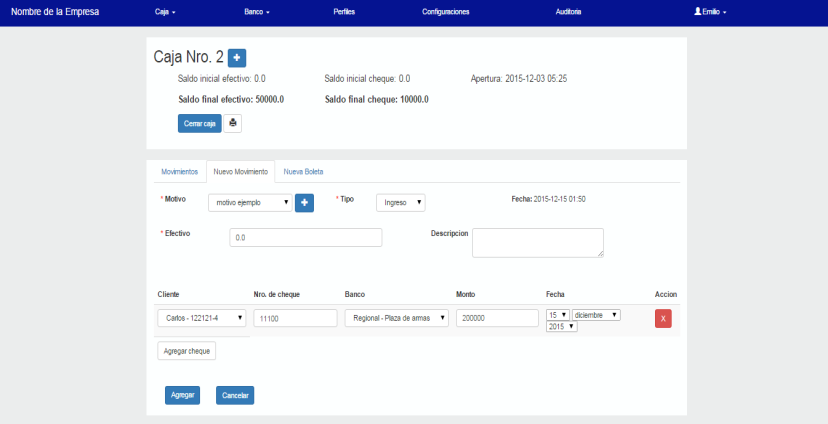 Nombre de la Empresa Caja Banco Perfiles Configuraciones Auditoria Emilio
Caja Nro. 2 +
Saldo inicial efectivo: 0.0 Saldo inicial cheque: 0.0 Apertura: 2015-12-03 05:25
Saldo final efectivo: 50000.0 Saldo final cheque: 10000.0
Cerrar caja
Movimientos Nuevo Movimiento Nueva Boleta
* Motivo motivo ejemplo + * Tipo Ingreso Fecha: 2015-12-15 01:50
* Efectivo 0.0 Descripcion
Cliente Nro. de cheque Banco Monto Fecha Accion
Carlos - 122121-4 11100 Regional - Plaza de armas 200000 15 diciembre X
2015
Agregar cheque
Agregar Cancelar